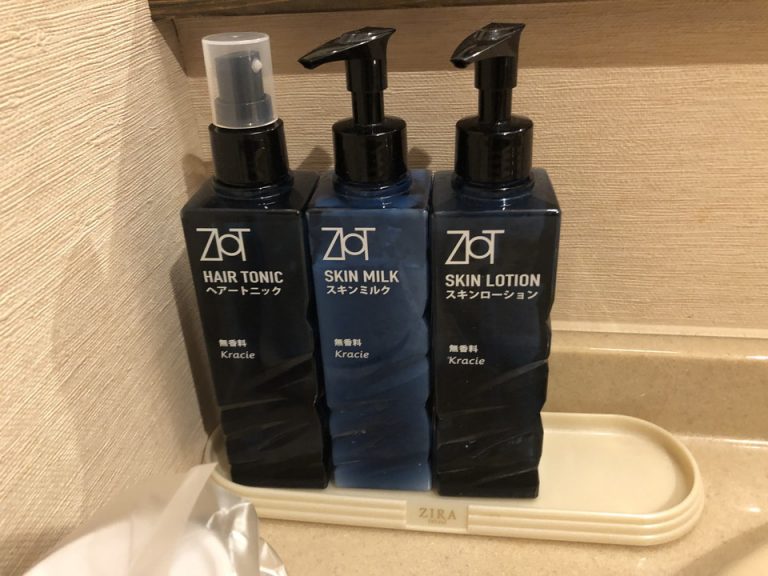 ZIOT
HAIR TONIC
ヘアートニック
無香料
Kracie
ZIOT
SKIN MILK
スキンミルク
無香料
Kracie
ZIOT
SKIN LOTION
スキンローション
無香料
Kracie
ZIRA